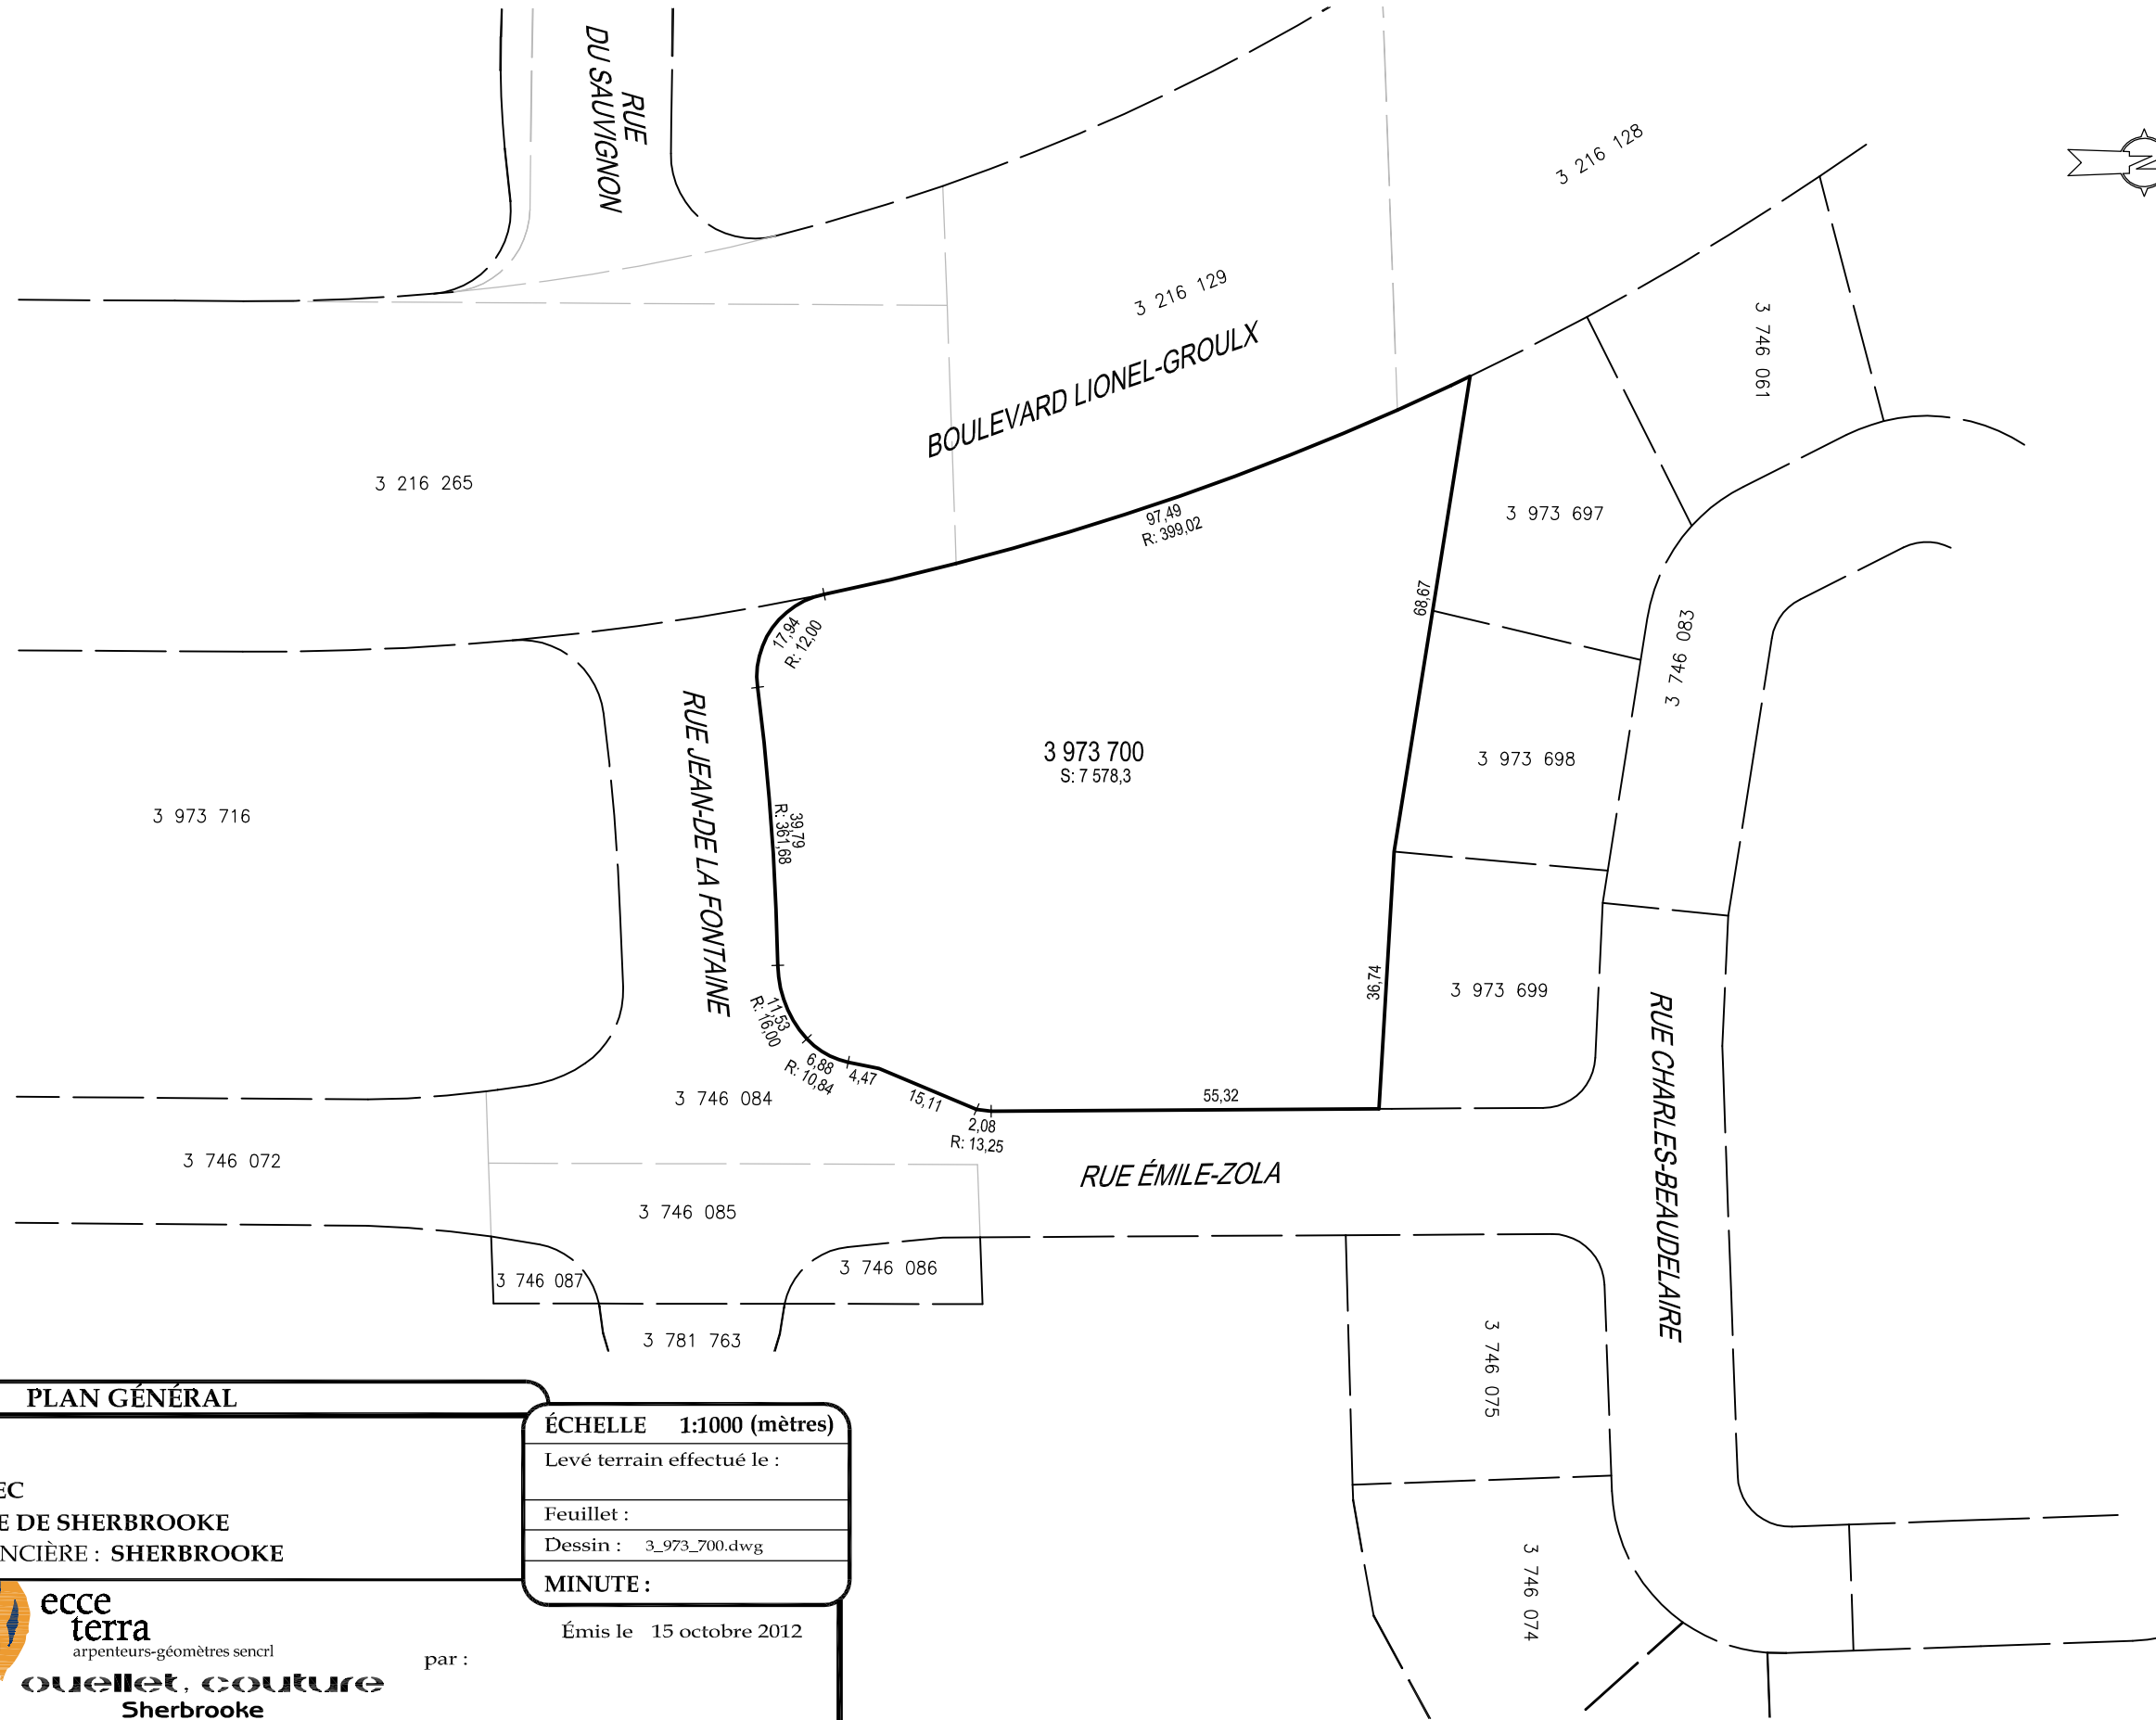 RUE
DU SAUVIGNON
3 216 128
3 216 129
BOULEVARD LIONEL-GROULX
3 746 061
3 216 265
97,49
R: 399,02
3 973 697
68,67
17,94
R: 12,00
3 746 083
RUE JEAN-DE LA FONTAINE
3 973 700
S: 7 578,3
3 973 698
3 973 716
39,79
R: 361,68
36,74
3 973 699
11,53
R: 16,00
6,88
R: 10,84
4,47
15,11
2,08
R: 13,25
55,32
RUE CHARLES-BEAUDELAIRE
3 746 084
3 746 072
RUE ÉMILE-ZOLA
3 746 085
3 746 086
3 746 087
3 781 763
3 746 075
3 746 074
N
PLAN GÉNÉRAL
EC
E DE SHERBROOKE
NCIÈRE : SHERBROOKE
ÉCHELLE 1:1000 (mètres)
Levé terrain effectué le :
Feuillet :
Dessin : 3_973_700.dwg
MINUTE :
Émis le 15 octobre 2012
ecce
terra
arpenteurs-géomètres sencrl
par :
ouellet, couture
Sherbrooke